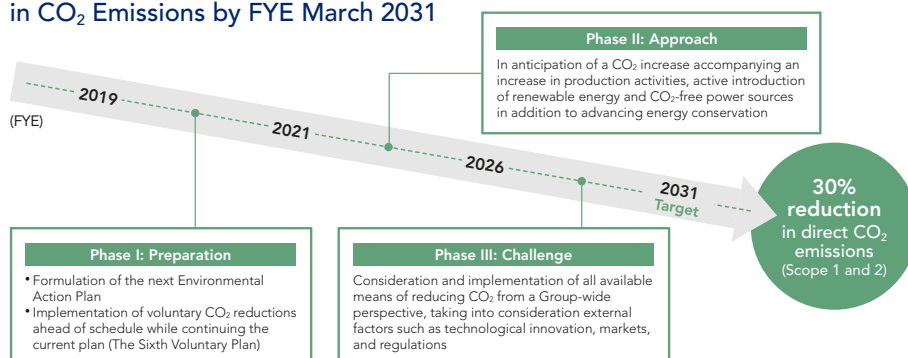 in CO₂ Emissions by FYE March 2031
Phase II: Approach
In anticipation of a CO₂ increase accompanying an
increase in production activities, active introduction
of renewable energy and CO₂-free power sources
in addition to advancing energy conservation
2019
(FYE)
2021
2026
2031
Target
30%
reduction
in direct CO₂
emissions
(Scope 1 and 2)
Phase I: Preparation
• Formulation of the next Environmental
Action Plan
• Implementation of voluntary CO₂ reductions
ahead of schedule while continuing the
current plan (The Sixth Voluntary Plan)
Phase III: Challenge
Consideration and implementation of all available
means of reducing CO₂ from a Group-wide
perspective, taking into consideration external
factors such as technological innovation, markets,
and regulations